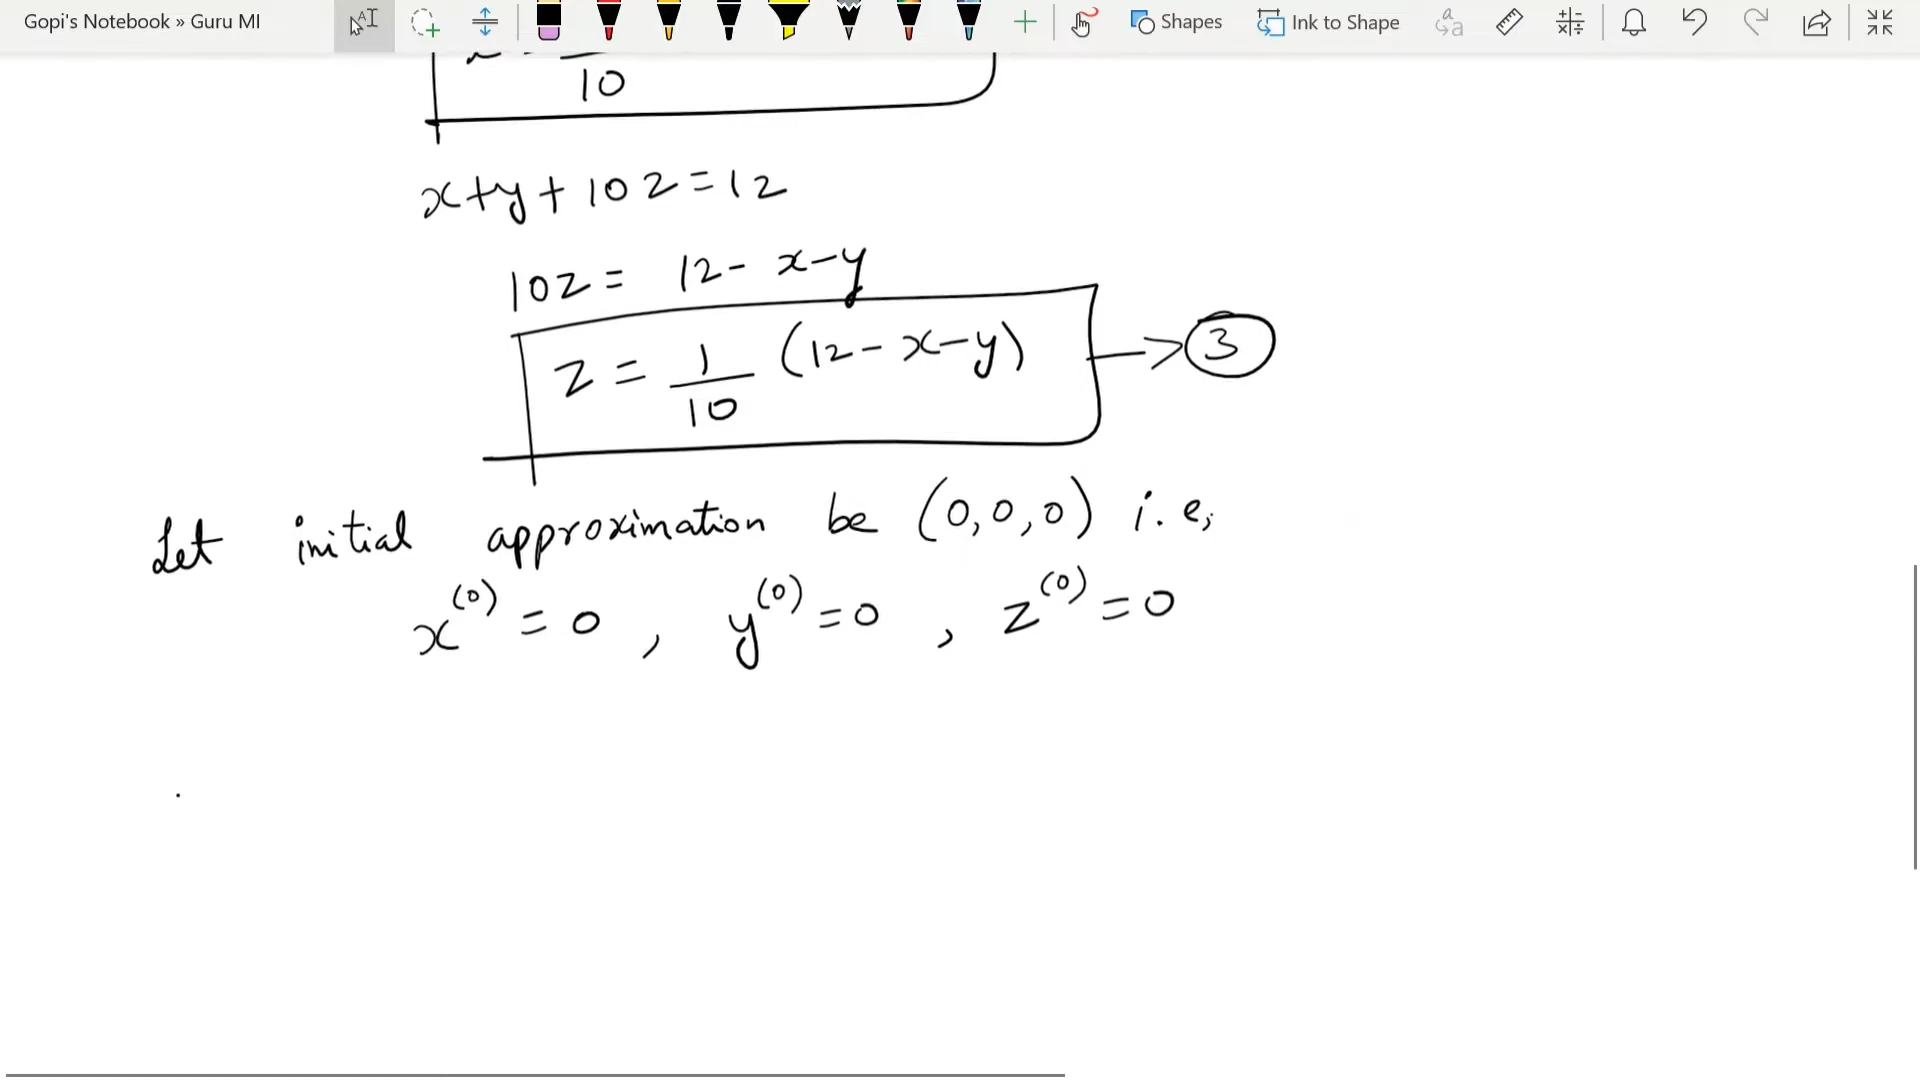 Gopi's Notebook » Guru MI Shapes Ink to Shape
10
x+y+10z=12
10z= 12-x-y
z = 1/10 (12-x-y) → 3
Let initial approximation be (0,0,0) i.e,
x^(0) = 0 , y^(0) = 0 , z^(0) = 0